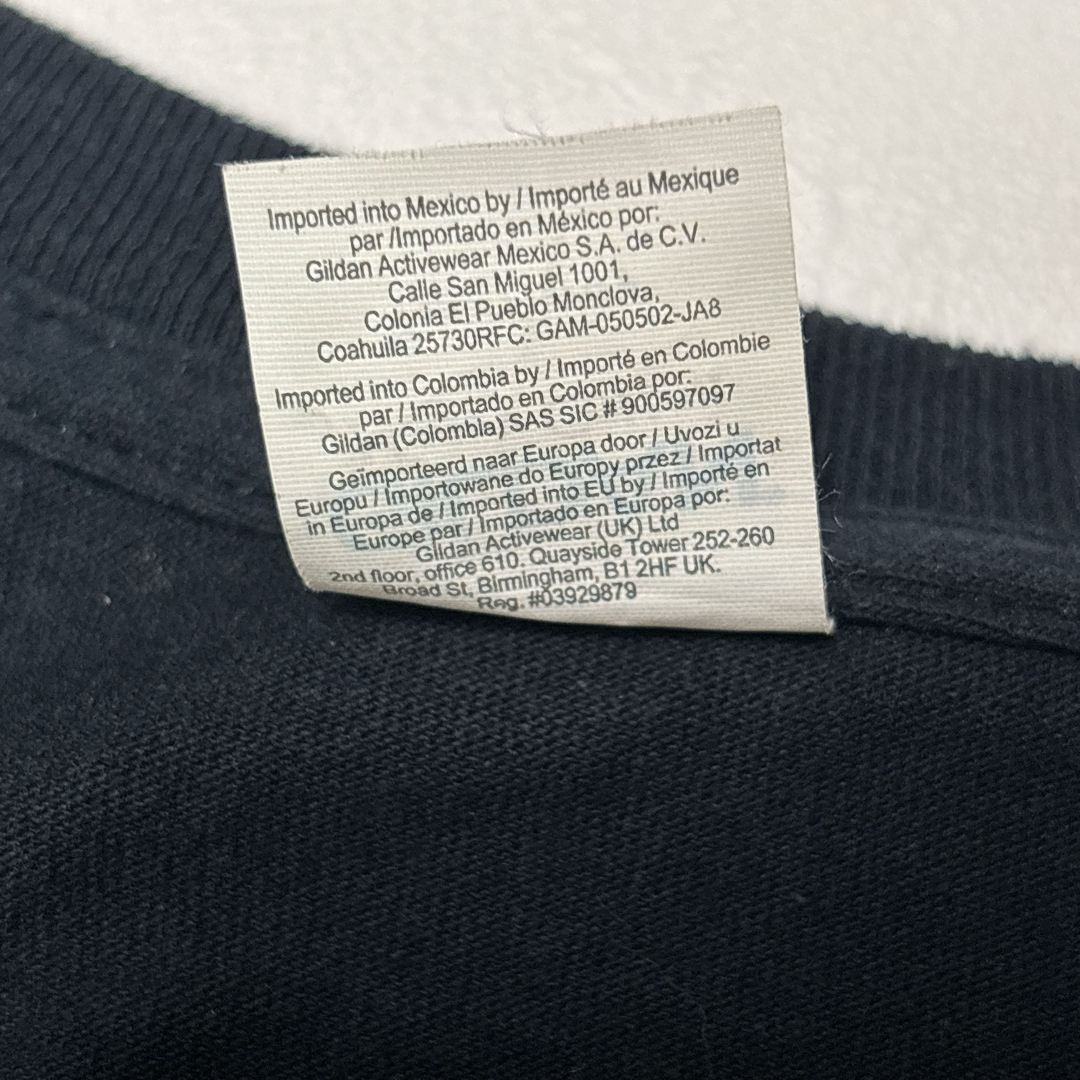 Imported into Mexico by / Importé au Mexique
par /Importado en México por:
Gildan Activewear Mexico S.A. de C.V.
Calle San Miguel 1001,
Colonia El Pueblo Monclova,
Coahuila 25730RFC: GAM-050502-JA8
Imported into Colombia by / Importé en Colombie
par / Importado en Colombia por:
Gildan (Colombia) SAS SIC # 900597097
Geïmporteerd naar Europa door / Uvozi u
Europu / Importowane do Europy przez / Importat
in Europa de / Imported into EU by / Importé en
Europe par / Importado en Europa por:
Gildan Activewear (UK) Ltd
2nd floor, office 610. Quayside Tower 252-260
Broad St, Birmingham, B1 2HF UK.
Reg. #03929879